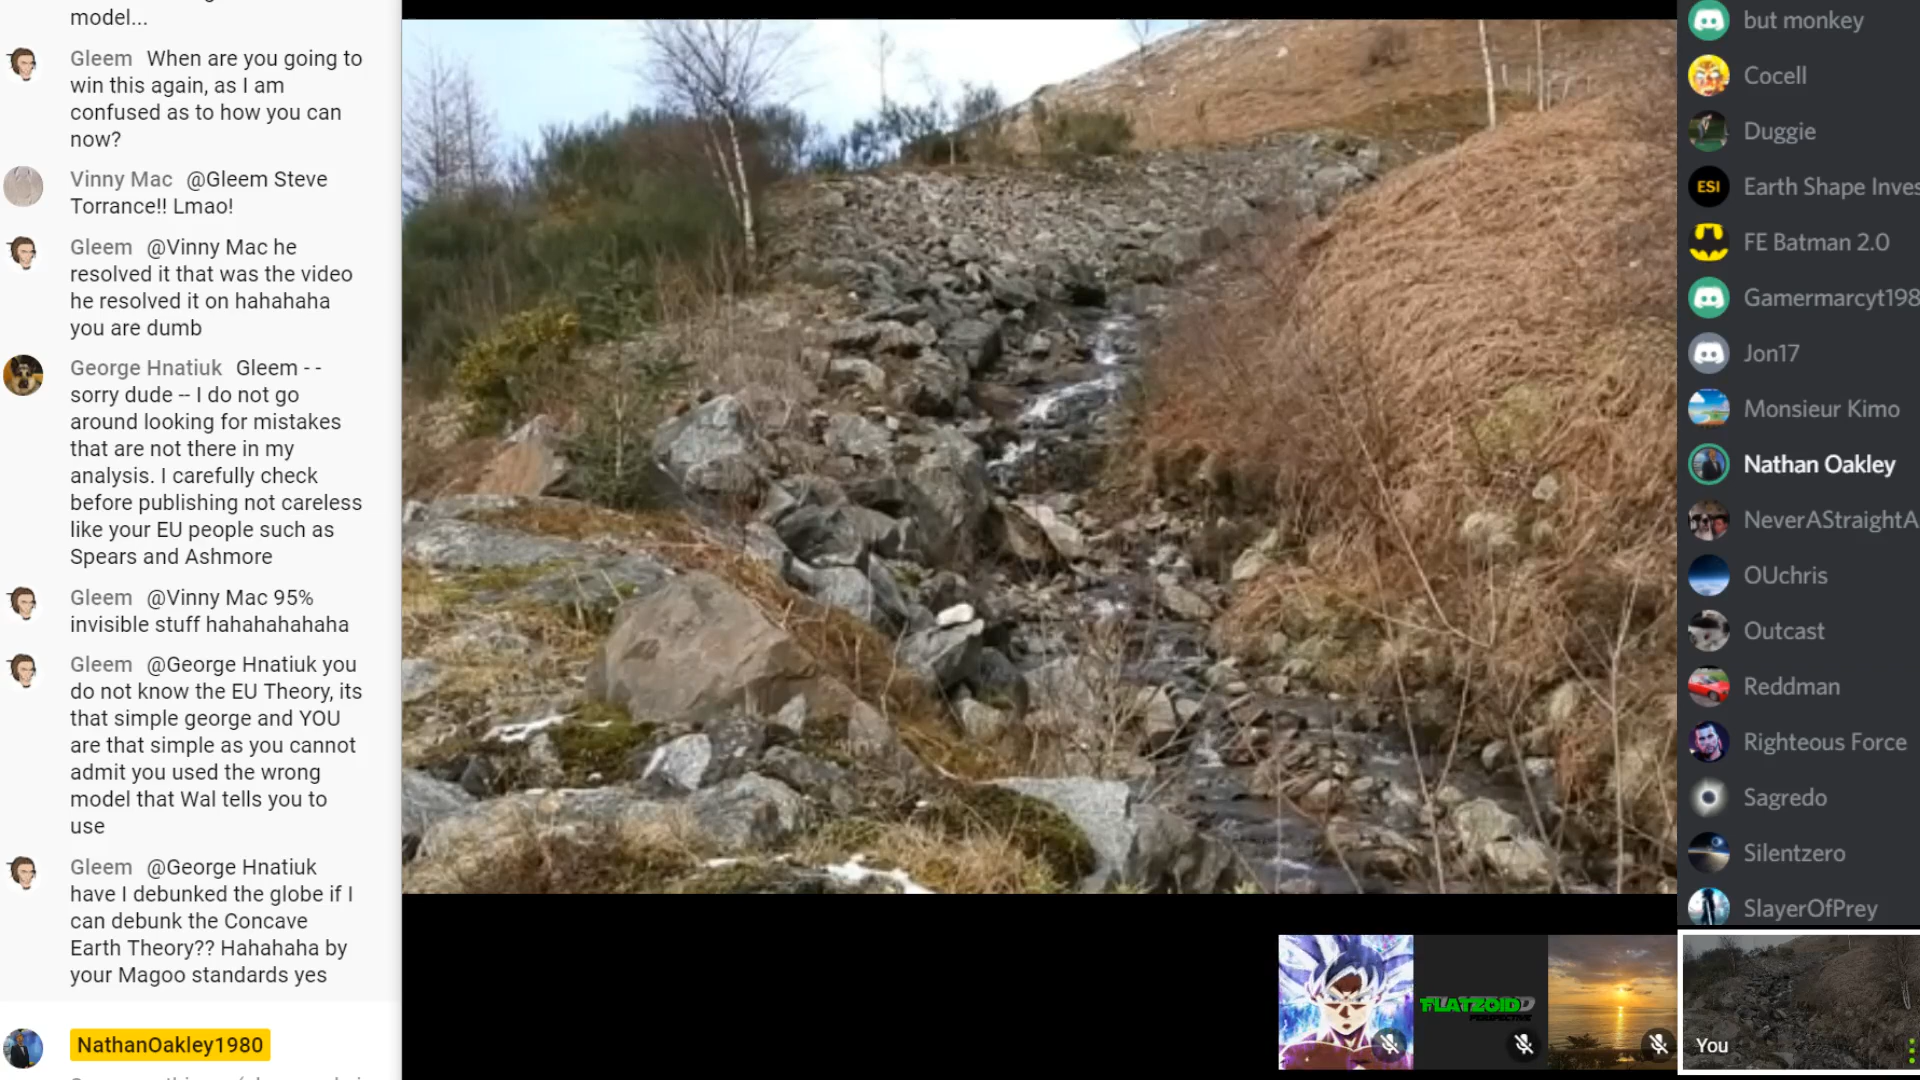 model...
Gleem When are you going to
win this again, as I am
confused as to how you can
now?
Vinny Mac @Gleem Steve
Torrance!! Lmao!
Gleem @Vinny Mac he
resolved it that was the video
he resolved it on hahahaha
you are dumb
George Hnatiuk Gleem - -
sorry dude -- I do not go
around looking for mistakes
that are not there in my
analysis. I carefully check
before publishing not careless
like your EU people such as
Spears and Ashmore
Gleem @Vinny Mac 95%
invisible stuff hahahahahaha
Gleem @George Hnatiuk you
do not know the EU Theory, its
that simple george and YOU
are that simple as you cannot
admit you used the wrong
model that Wal tells you to
use
Gleem @George Hnatiuk
have I debunked the globe if I
can debunk the Concave
Earth Theory?? Hahahaha by
your Magoo standards yes
NathanOakley1980
but monkey
Cocell
Duggie
ESI
Earth Shape Inves
FE Batman 2.0
Gamermarcyt198
Jon17
Monsieur Kimo
Nathan Oakley
NeverAStraightA
OUchris
Outcast
Reddman
Righteous Force
Sagredo
Silentzero
SlayerOfPrey
FLATZOID
PERSPECTIVE
You